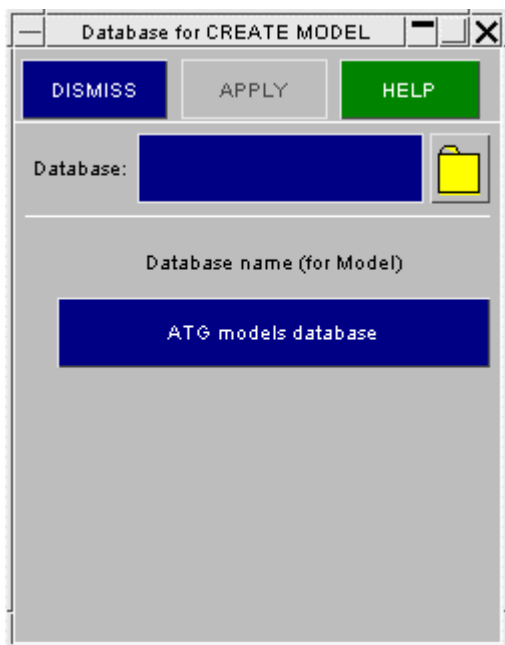 Database for CREATE MODEL
DISMISS APPLY HELP
Database:
Database name (for Model)
ATG models database